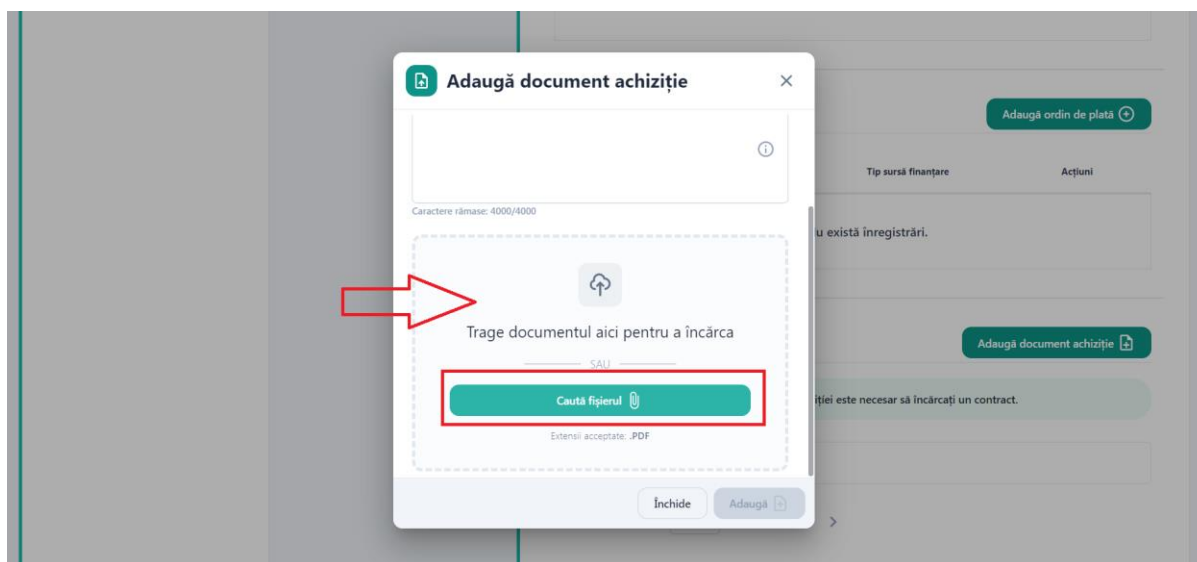 Adaugă document achiziție
Adaugă ordin de plată
Tip sursă finanțare
Acțiuni
Caractere rămase: 4000/4000
u există înregistrări.
Trage documentul aici pentru a încărca
SAU
Adaugă document achiziție
Caută fișierul
iției este necesar să încărcați un contract.
Extensii acceptate: .PDF
Închide
Adaugă